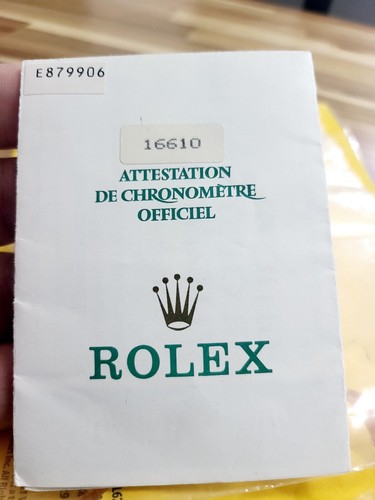 E879906
16610
ATTESTATION
DE CHRONOMÈTRE
OFFICIEL
ROLEX